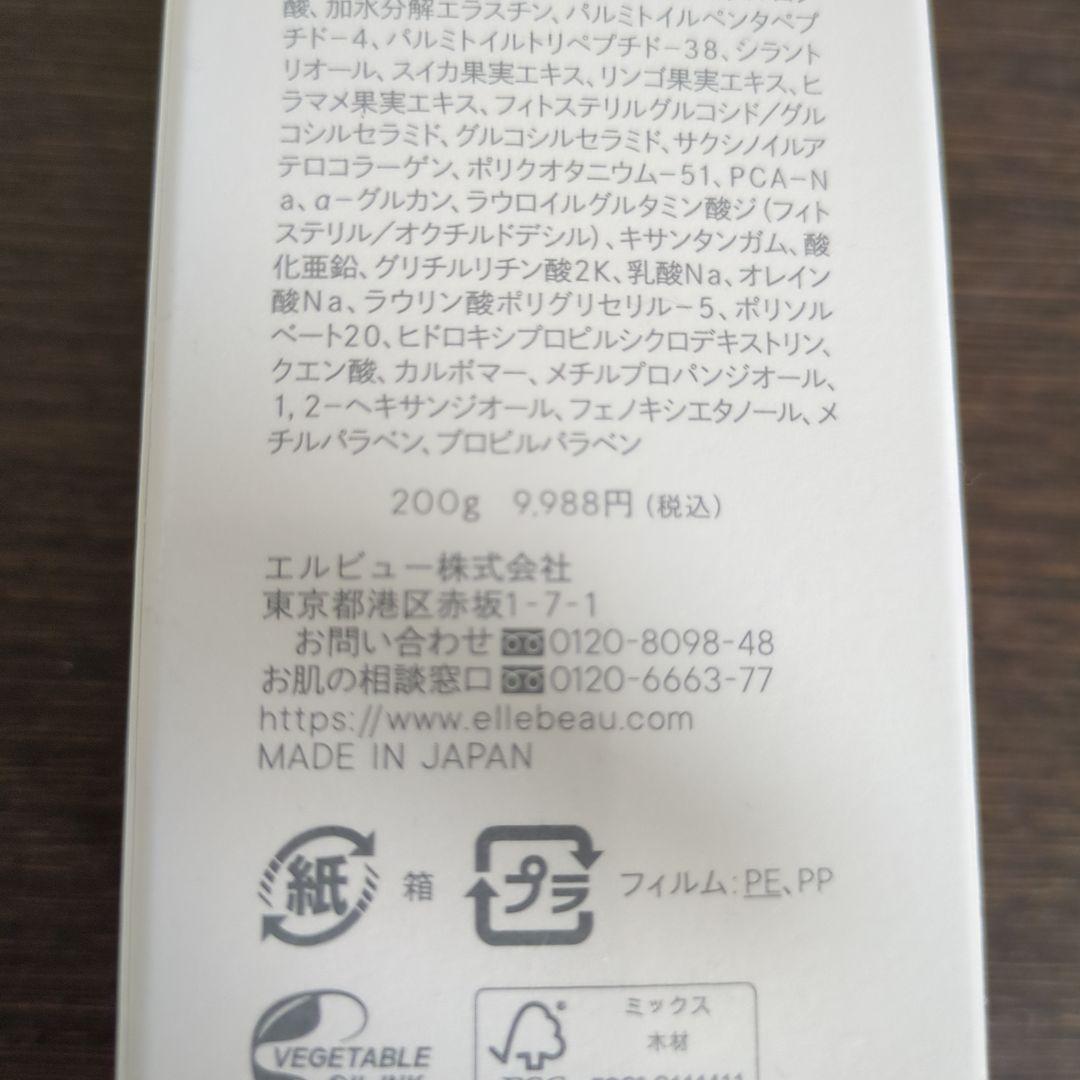 酸、加水分解エラスチン、パルミトイルペンタペプ
チド-4、パルミトイルトリペプチド-38、シラント
リオール、スイカ果実エキス、リンゴ果実エキス、ヒ
ラマメ果実エキス、フィトステリルグルコシド/グル
コシルセラミド、グルコシルセラミド、サクシノイルア
テロコラーゲン、ポリクオタニウム-51、PCA-N
a、α-グルカン、ラウロイルグルタミン酸ジ(フィト
ステリル/オクチルドデシル)、キサンタンガム、酸
化亜鉛、グリチルリチン酸2K、乳酸Na、オレイン
酸Na、ラウリン酸ポリグリセリル-5、ポリソル
ベート20、ヒドロキシプロピルシクロデキストリン、
クエン酸、カルボマー、メチルプロパンジオール、
1,2-ヘキサンジオール、フェノキシエタノール、メ
チルパラベン、プロピルパラベン
200g 9,988円(税込)
エルビュー株式会社
東京都港区赤坂1-7-1
お問い合わせ 0120-8098-48
お肌の相談窓口 0120-6663-77
https://www.ellebeau.com
MADE IN JAPAN
紙 箱 プラ フィルム:PE、PP
ミックス
木材
VEGETABLE